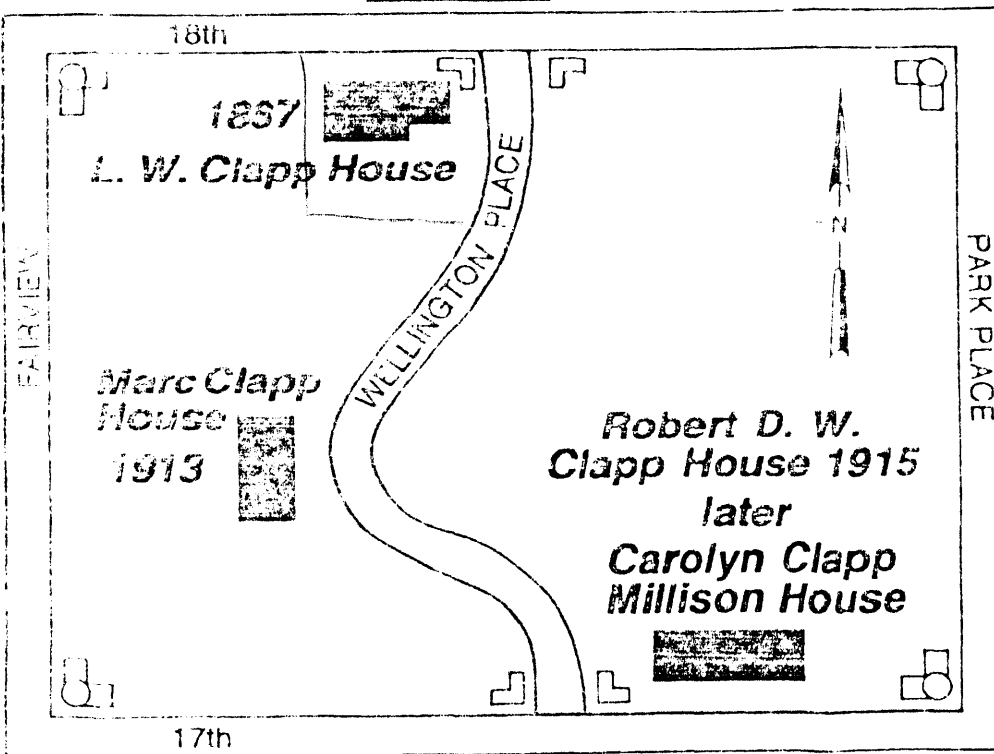 18th
1887
L. W. Clapp House
WELLINGTON PLACE
N
FAIRVIEW
PARK PLACE
Marc Clapp
House
1913
Robert D. W.
Clapp House 1915
later
Carolyn Clapp
Millison House
17th